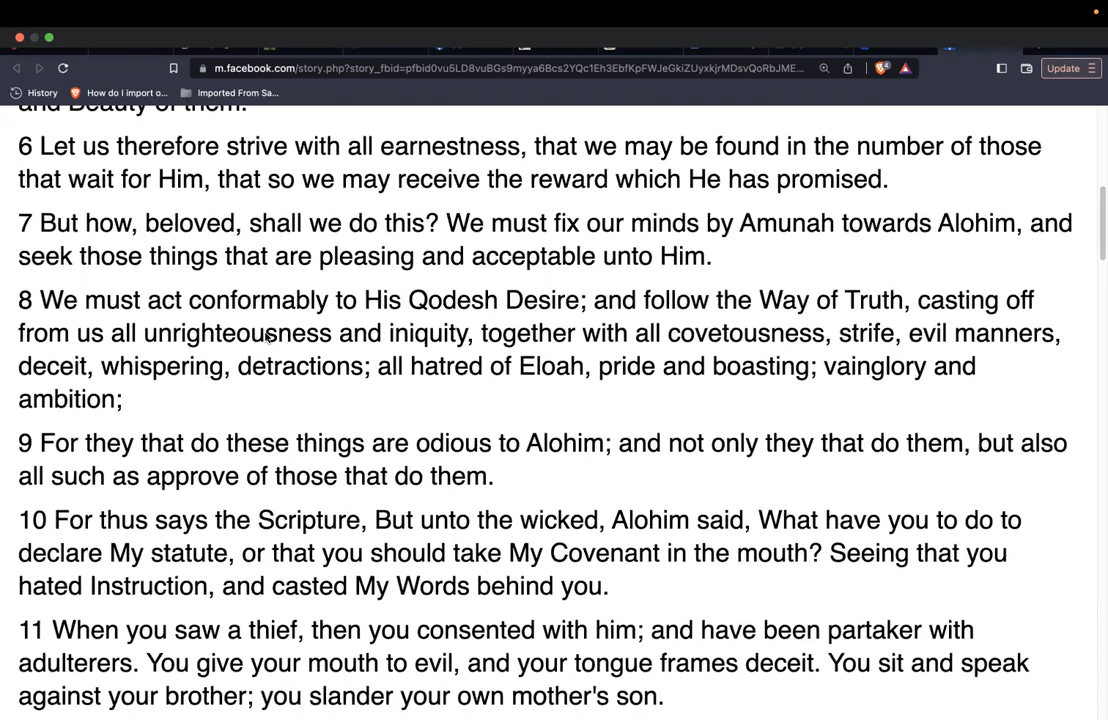 m.facebook.com/story.php?story_fbid=pfbid0vu5LD8vuBGs9myya6Bcs2YQc1Eh3EbfKpFWJeGkiZUyxkjrMDsvQoRbJME...
Update
History
How do I import o...
Imported From Sa...
and Beauty of them.
6 Let us therefore strive with all earnestness, that we may be found in the number of those
that wait for Him, that so we may receive the reward which He has promised.
7 But how, beloved, shall we do this? We must fix our minds by Amunah towards Alohim, and
seek those things that are pleasing and acceptable unto Him.
8 We must act conformably to His Qodesh Desire; and follow the Way of Truth, casting off
from us all unrighteousness and iniquity, together with all covetousness, strife, evil manners,
deceit, whispering, detractions; all hatred of Eloah, pride and boasting; vainglory and
ambition;
9 For they that do these things are odious to Alohim; and not only they that do them, but also
all such as approve of those that do them.
10 For thus says the Scripture, But unto the wicked, Alohim said, What have you to do to
declare My statute, or that you should take My Covenant in the mouth? Seeing that you
hated Instruction, and casted My Words behind you.
11 When you saw a thief, then you consented with him; and have been partaker with
adulterers. You give your mouth to evil, and your tongue frames deceit. You sit and speak
against your brother; you slander your own mother's son.